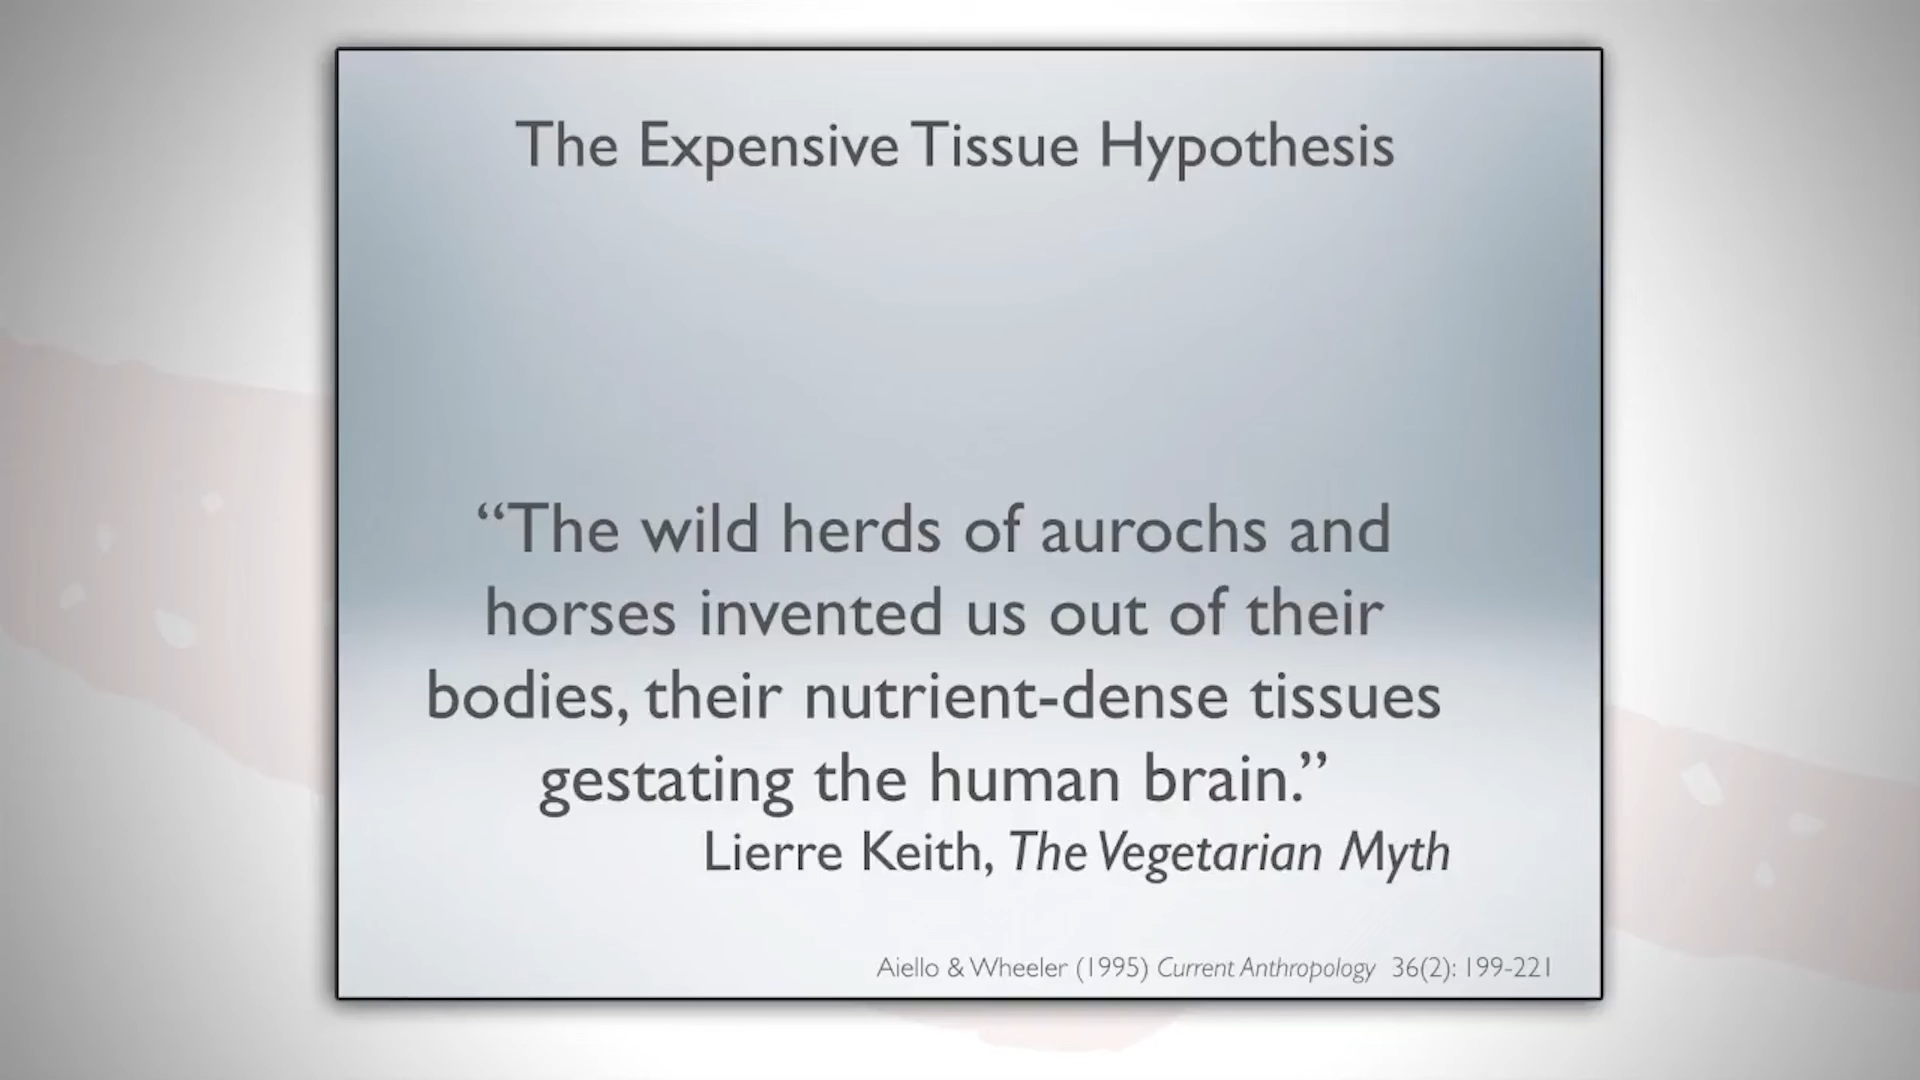 The Expensive Tissue Hypothesis
“The wild herds of aurochs and
horses invented us out of their
bodies, their nutrient-dense tissues
gestating the human brain.”
Lierre Keith, The Vegetarian Myth
Aiello & Wheeler (1995) Current Anthropology 36(2): 199-221